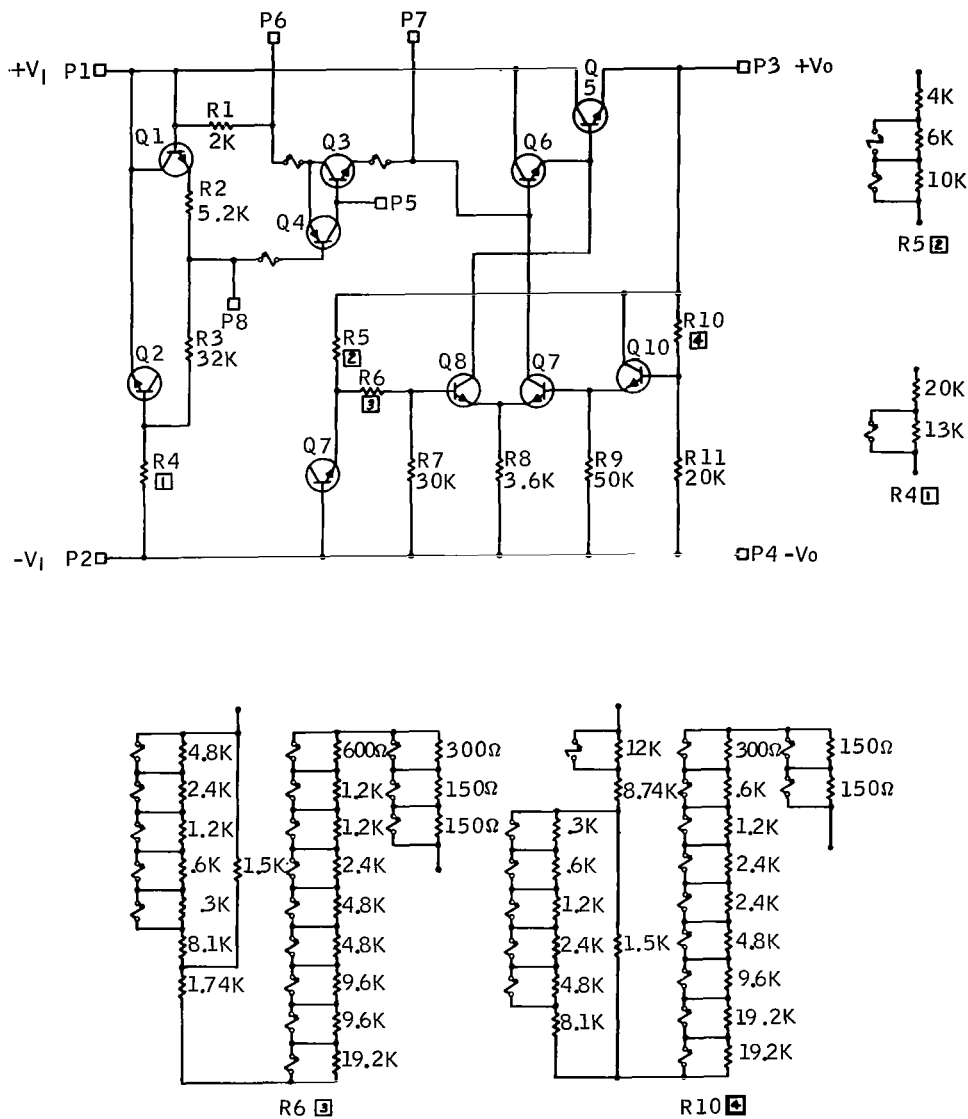 P6 P7
+VI P1 Q5 P3 +Vo
R1
2K
Q1 Q3 Q6
R2
5.2K
Q4 P5
P8
R3
32K
Q2
R5
2
R6
3
Q8 Q7 Q10
R10
4
Q7
R4
1
R7
30K
R8
3.6K
R9
50K
R11
20K
-VI P2 P4 -Vo
4K
6K
10K
R5 2
20K
13K
R4 1
4.8K
2.4K
1.2K
.6K
.3K
8.1K
1.74K
1.5K
600Ω
1.2K
1.2K
2.4K
4.8K
4.8K
9.6K
9.6K
19.2K
300Ω
150Ω
150Ω
R6 3
12K
8.74K
.3K
.6K
1.2K
2.4K
4.8K
8.1K
1.5K
300Ω
.6K
1.2K
2.4K
2.4K
4.8K
9.6K
19.2K
19.2K
150Ω
150Ω
R10 4